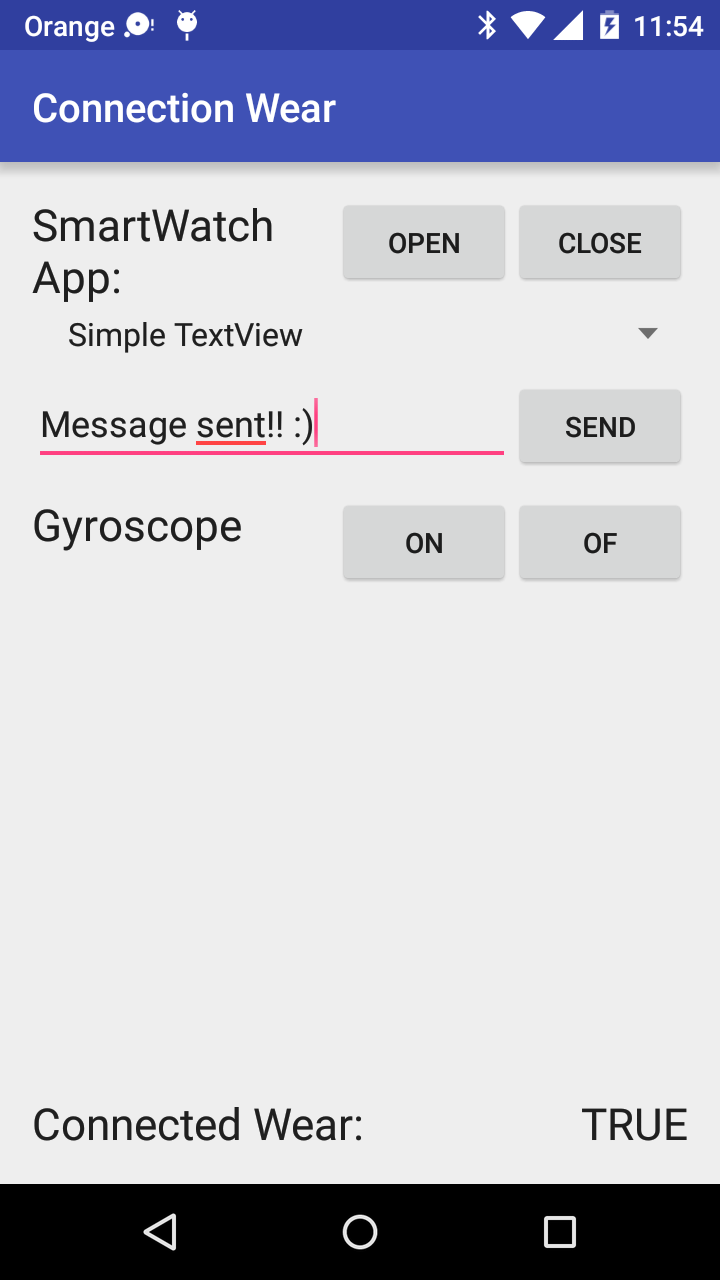 Orange 11:54
Connection Wear
SmartWatch App:
OPEN CLOSE
Simple TextView
Message sent!! :) SEND
Gyroscope ON OF
Connected Wear: TRUE